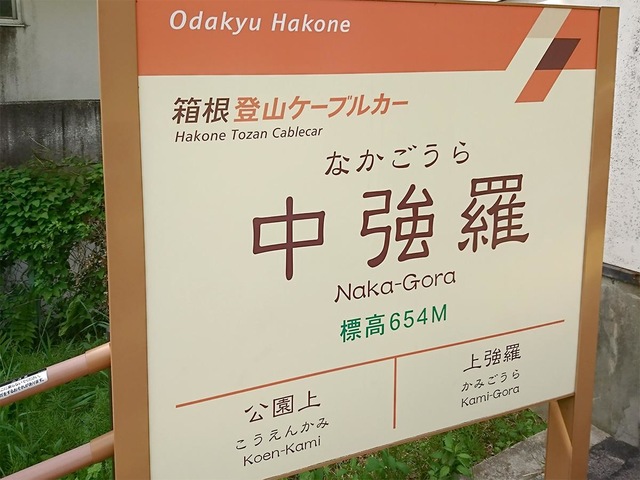 Odakyu Hakone
箱根登山ケーブルカー
Hakone Tozan Cablecar
なかごうら
中強羅
Naka-Gora
標高654M
公園上
こうえんかみ
Koen-Kami
上強羅
かみごうら
Kami-Gora